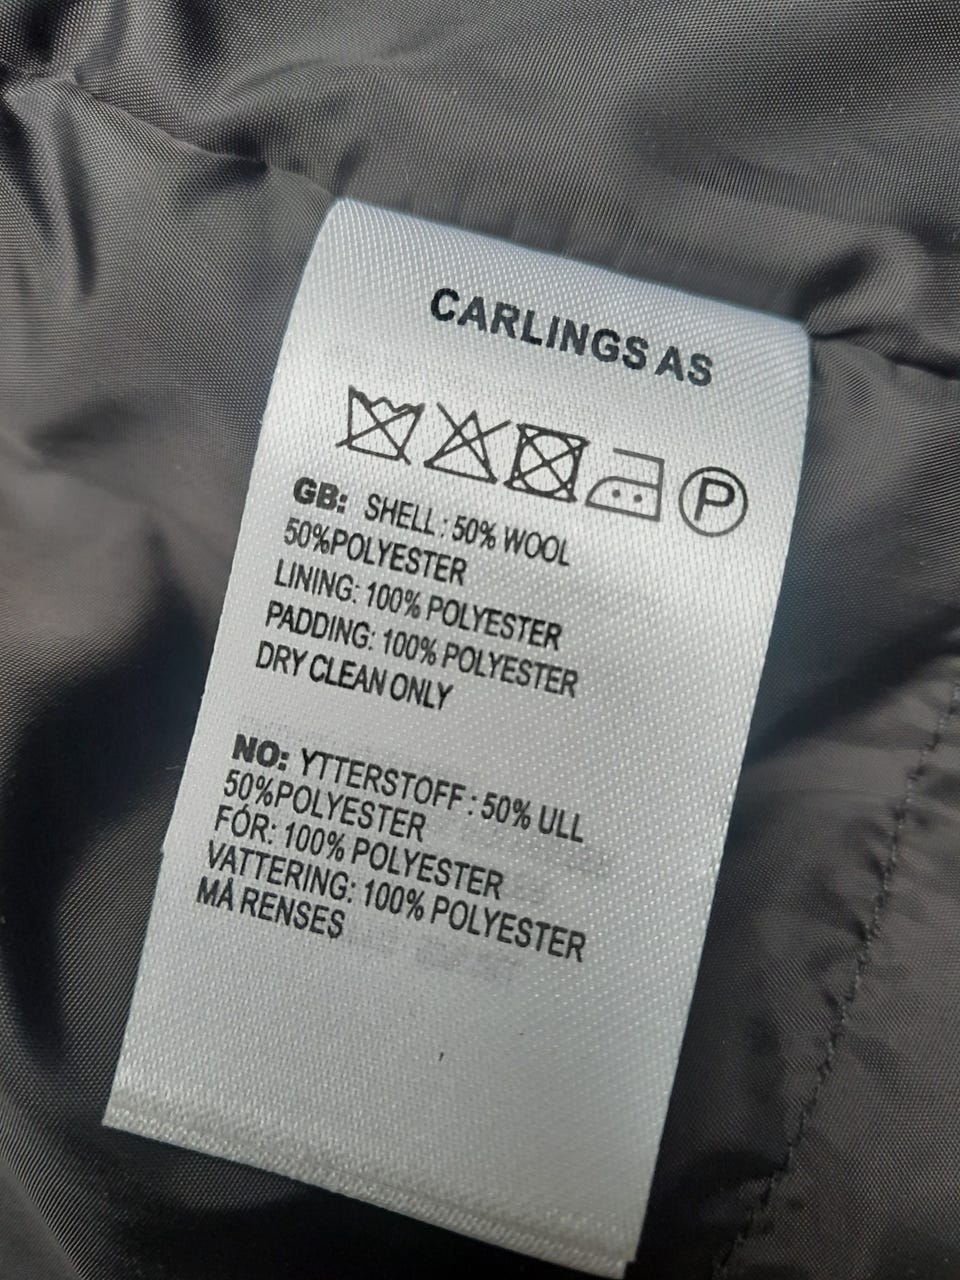 CARLINGS AS
P
GB: SHELL : 50% WOOL
50%POLYESTER
LINING: 100% POLYESTER
PADDING: 100% POLYESTER
DRY CLEAN ONLY
NO: YTTERSTOFF : 50% ULL
50%POLYESTER
FÓR: 100% POLYESTER
VATTERING: 100% POLYESTER
MÅ RENSES